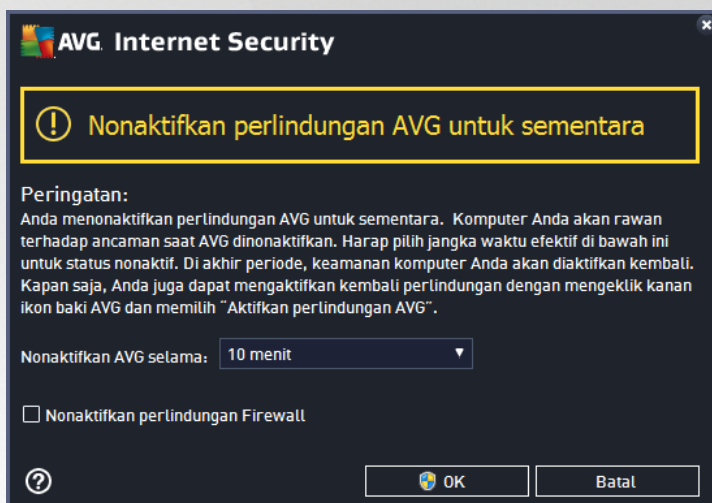 AVG. Internet Security
Nonaktifkan perlindungan AVG untuk sementara
Peringatan:
Anda menonaktifkan perlindungan AVG untuk sementara. Komputer Anda akan rawan
terhadap ancaman saat AVG dinonaktifkan. Harap pilih jangka waktu efektif di bawah ini
untuk status nonaktif. Di akhir periode, keamanan komputer Anda akan diaktifkan kembali.
Kapan saja, Anda juga dapat mengaktifkan kembali perlindungan dengan mengeklik kanan
ikon baki AVG dan memilih "Aktifkan perlindungan AVG".
Nonaktifkan AVG selama: 10 menit
Nonaktifkan perlindungan Firewall
OK Batal